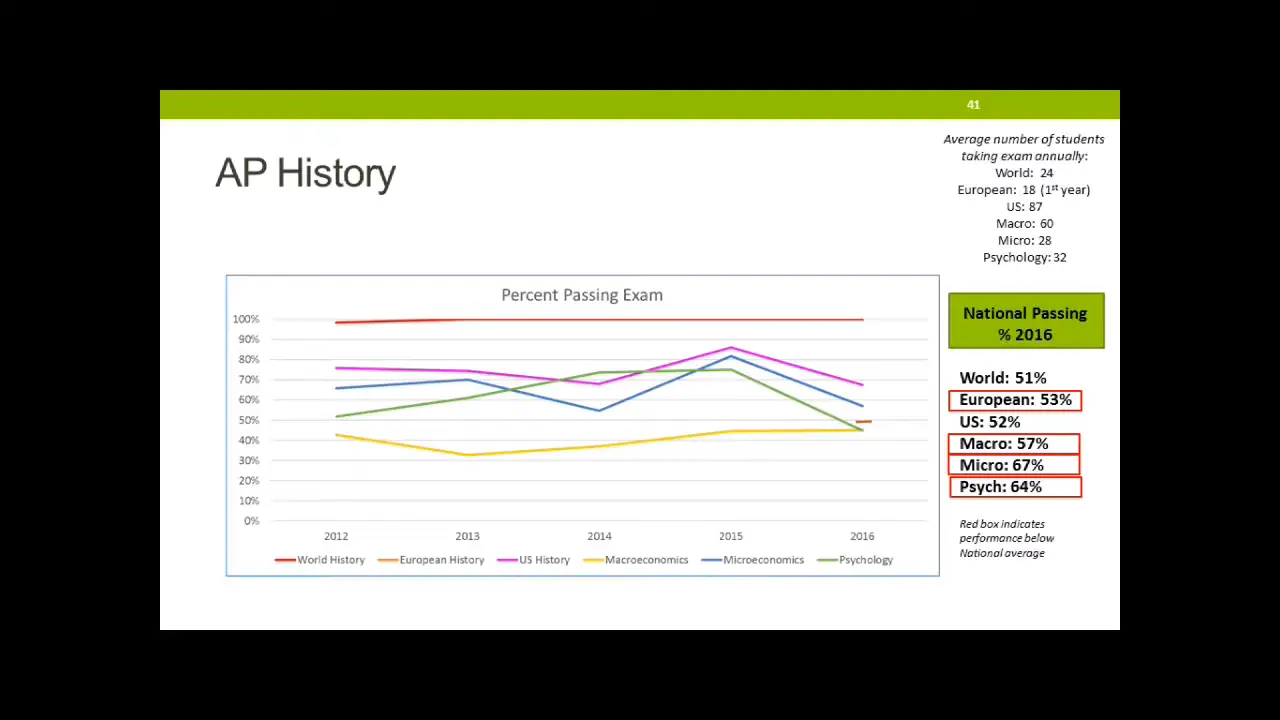 41
AP History
Average number of students
taking exam annually:
World: 24
European: 18 (1st year)
US: 87
Macro: 60
Micro: 28
Psychology: 32
Percent Passing Exam
100%
90%
80%
70%
60%
50%
40%
30%
20%
10%
0%
2012 2013 2014 2015 2016
World History European History US History Macroeconomics Microeconomics Psychology
National Passing
% 2016
World: 51%
European: 53%
US: 52%
Macro: 57%
Micro: 67%
Psych: 64%
Red box indicates
performance below
National average